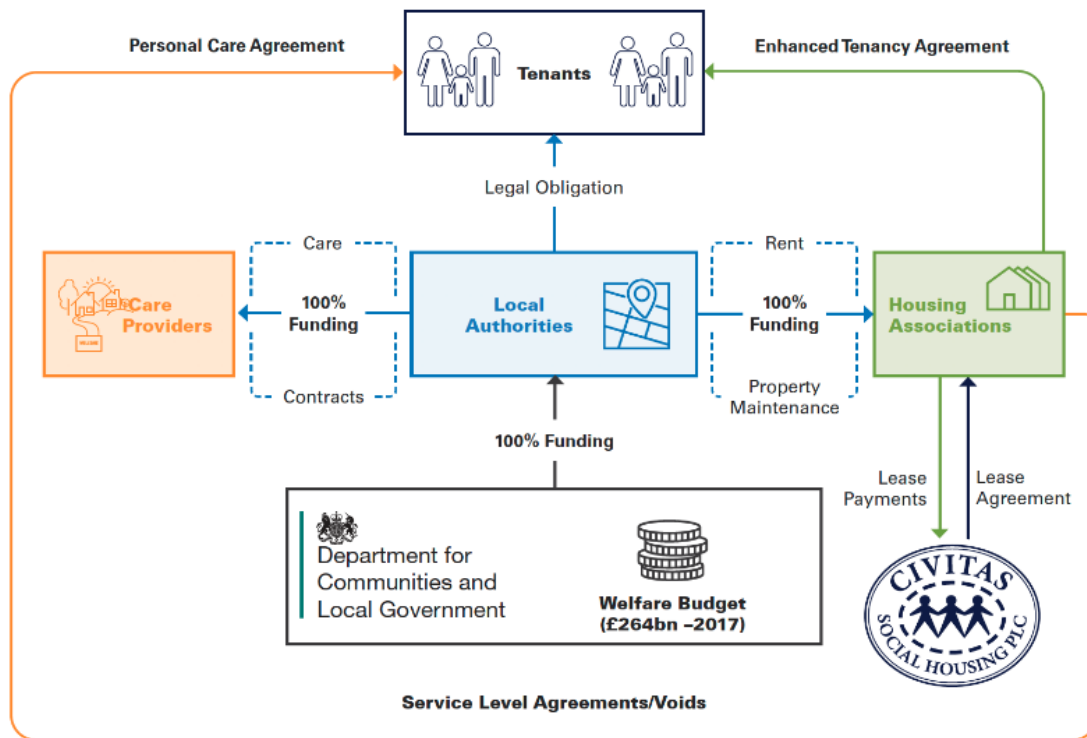 Personal Care Agreement
Enhanced Tenancy Agreement
Tenants
Legal Obligation
Care
Rent
Care
Providers
100%
Funding
Local
Authorities
100%
Funding
Housing
Associations
Contracts
Property
Maintenance
100% Funding
Lease
Payments
Lease
Agreement
Department for
Communities and
Local Government
Welfare Budget
(£264bn –2017)
CIVITAS
SOCIAL HOUSING PLC
Service Level Agreements/Voids